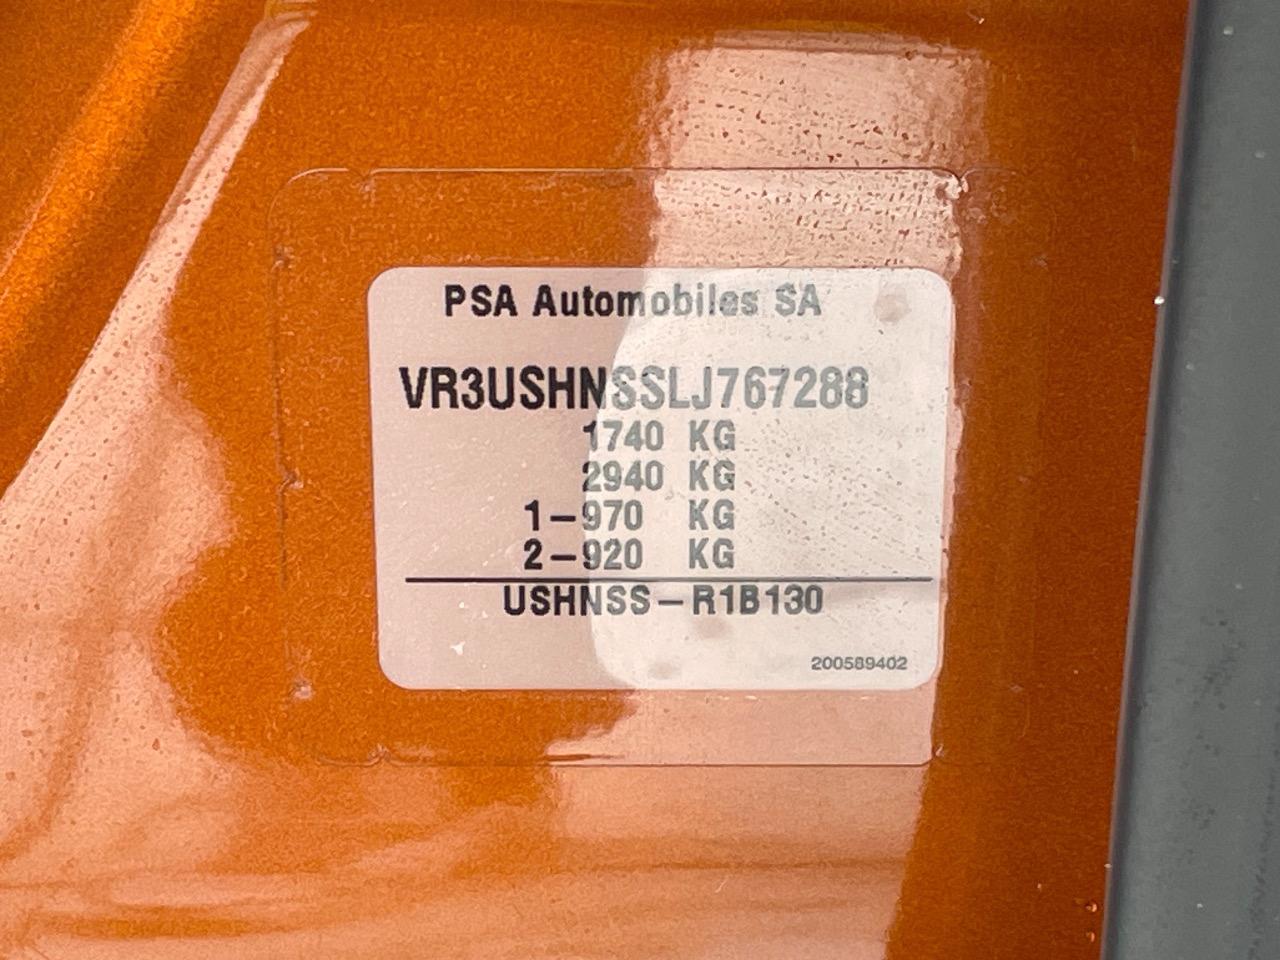 PSA Automobiles SA
VR3USHNSSLJ767288
1740 KG
2940 KG
1-970 KG
2-920 KG
USHNSS-R1B130
200589402